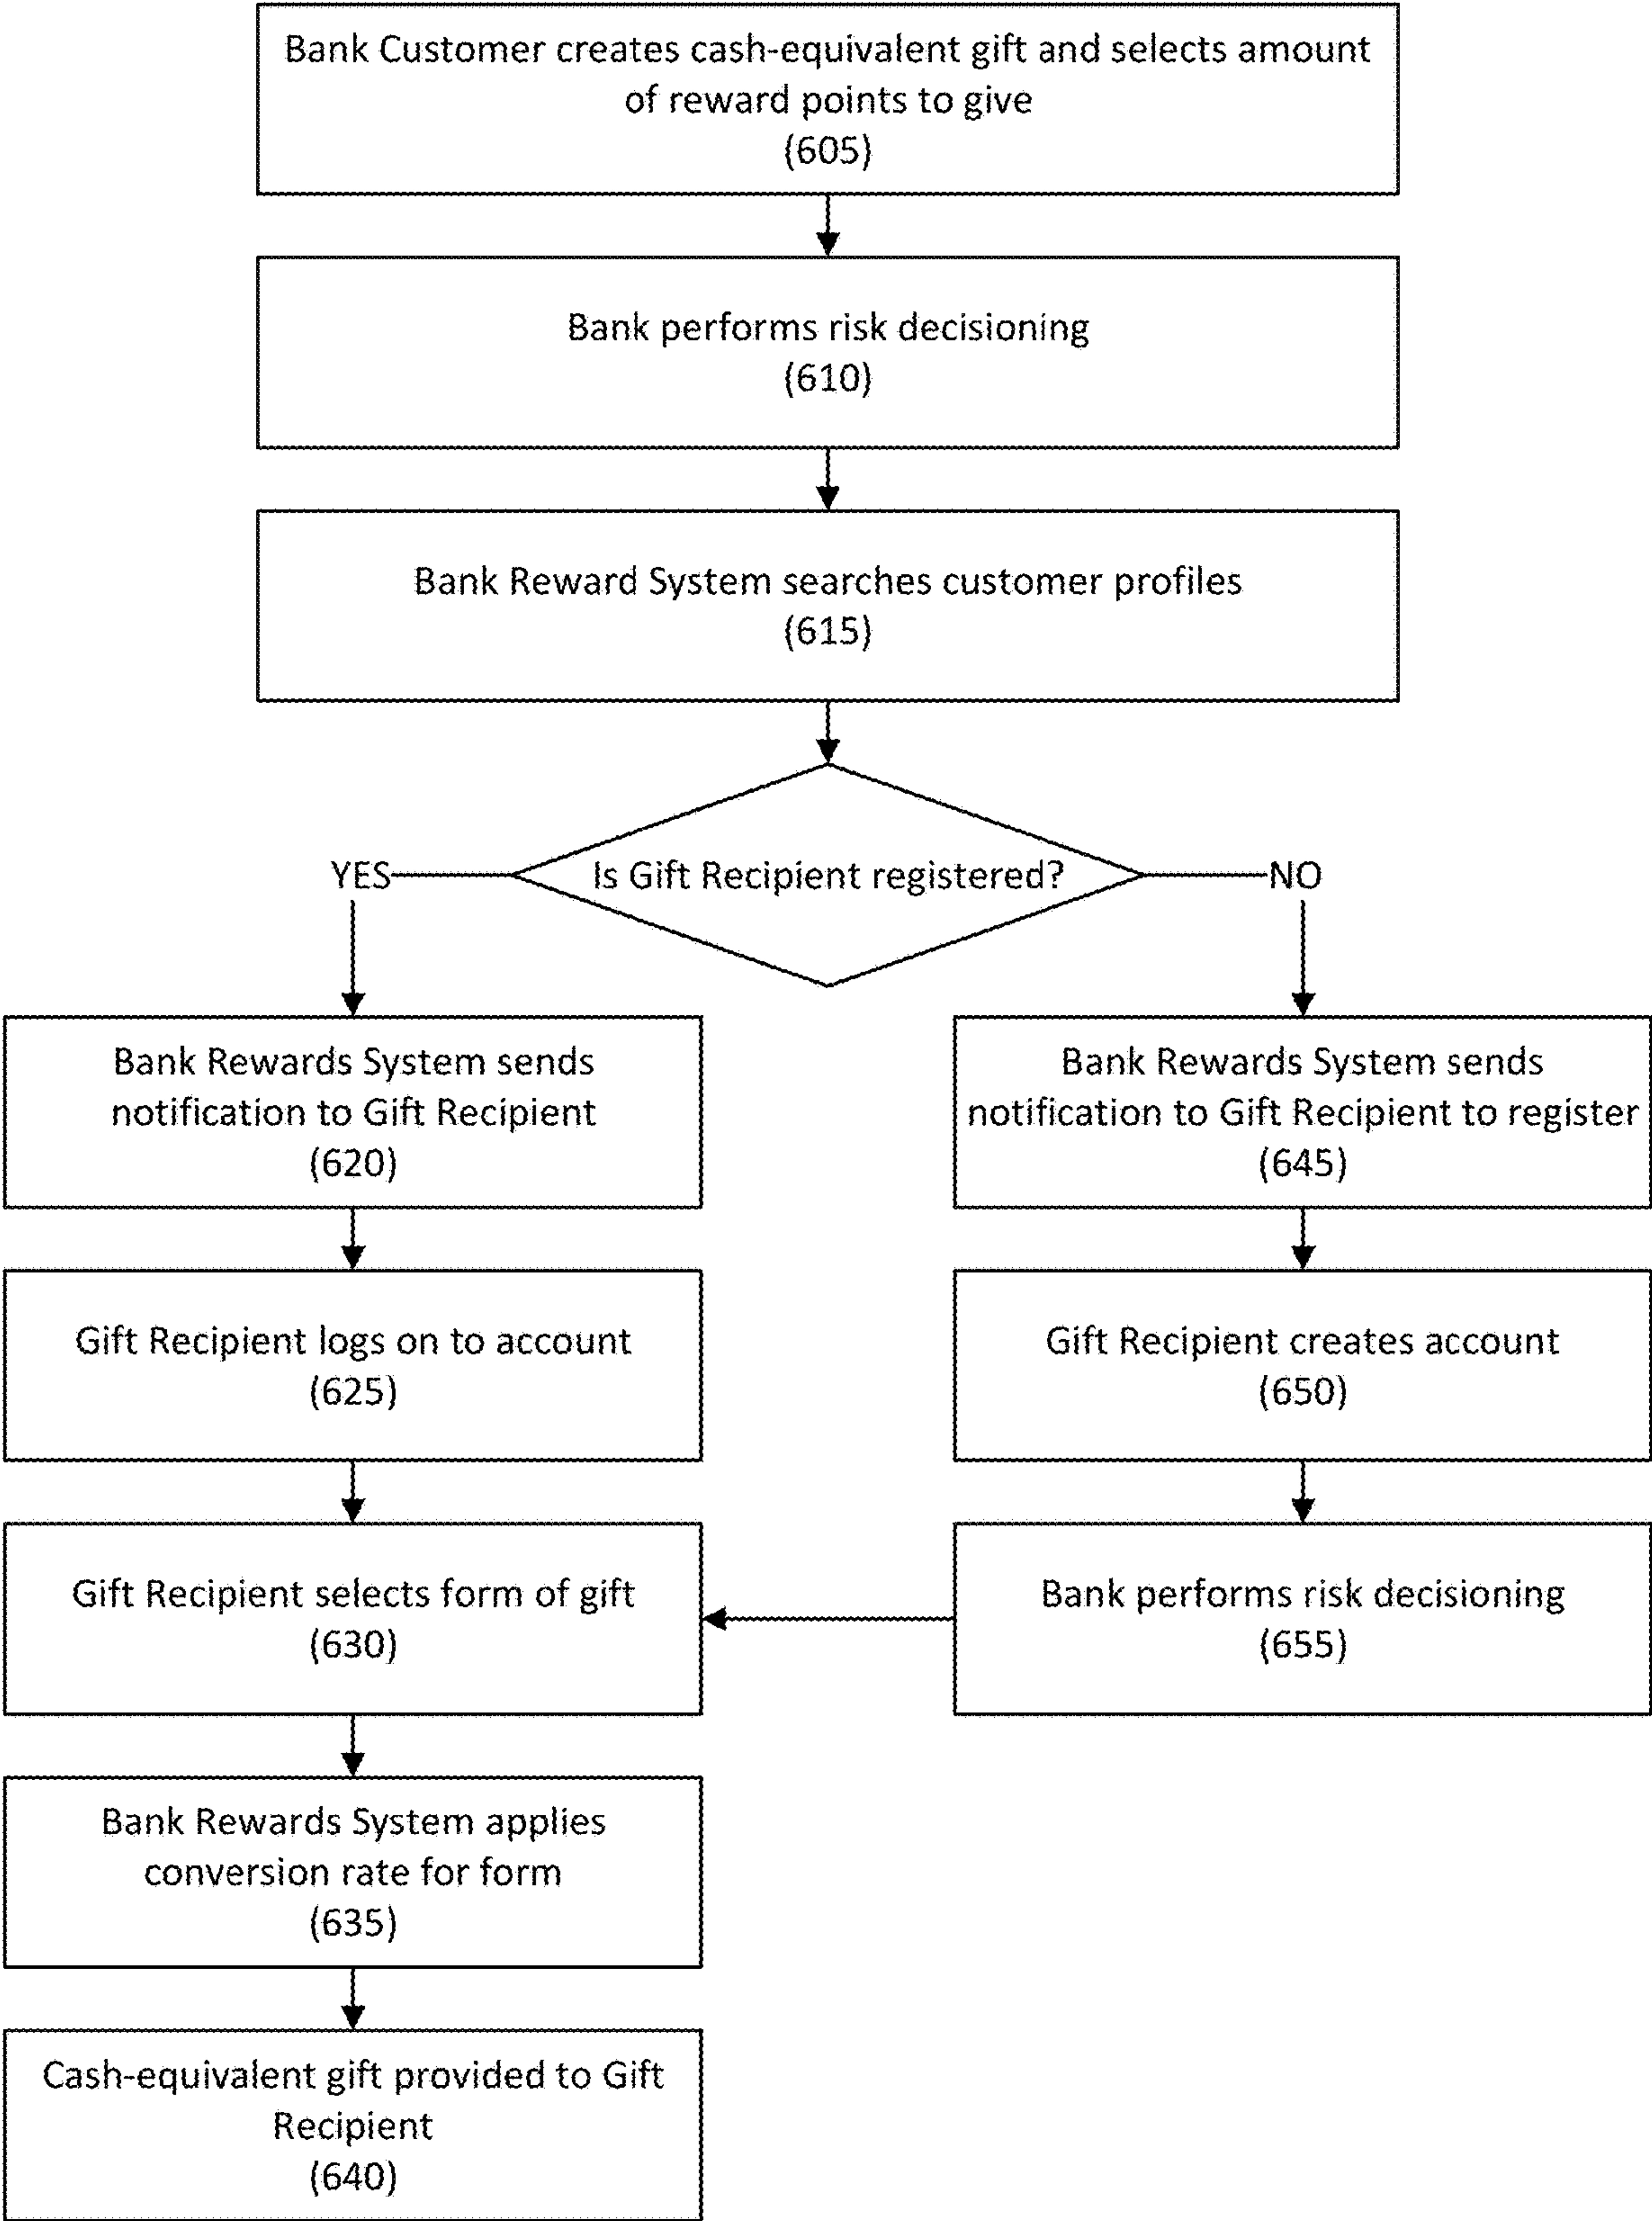 Bank Customer creates cash-equivalent gift and selects amount
of reward points to give
(605)
Bank performs risk decisioning
(610)
Bank Reward System searches customer profiles
(615)
Is Gift Recipient registered?
YES
NO
Bank Rewards System sends
notification to Gift Recipient
(620)
Bank Rewards System sends
notification to Gift Recipient to register
(645)
Gift Recipient logs on to account
(625)
Gift Recipient creates account
(650)
Gift Recipient selects form of gift
(630)
Bank performs risk decisioning
(655)
Bank Rewards System applies
conversion rate for form
(635)
Cash-equivalent gift provided to Gift
Recipient
(640)